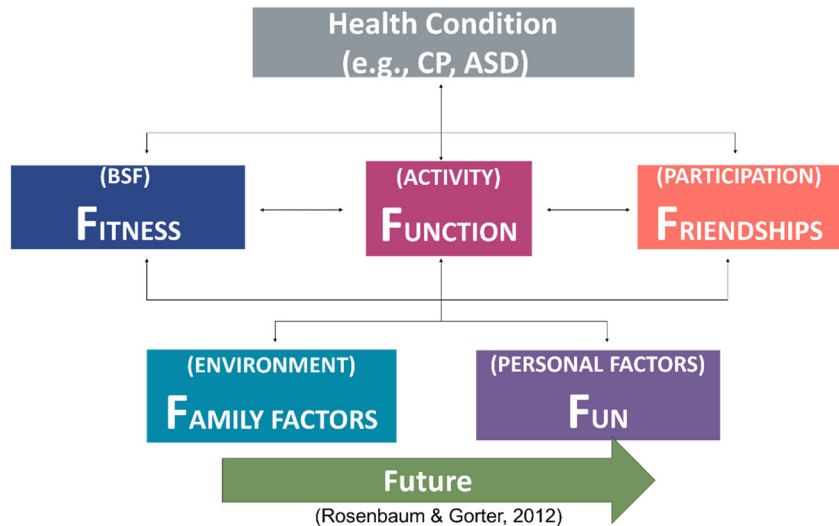 Health Condition
(e.g., CP, ASD)
(BSF)
FITNESS
(ACTIVITY)
FUNCTION
(PARTICIPATION)
FRIENDSHIPS
(ENVIRONMENT)
FAMILY FACTORS
(PERSONAL FACTORS)
FUN
Future
(Rosenbaum & Gorter, 2012)